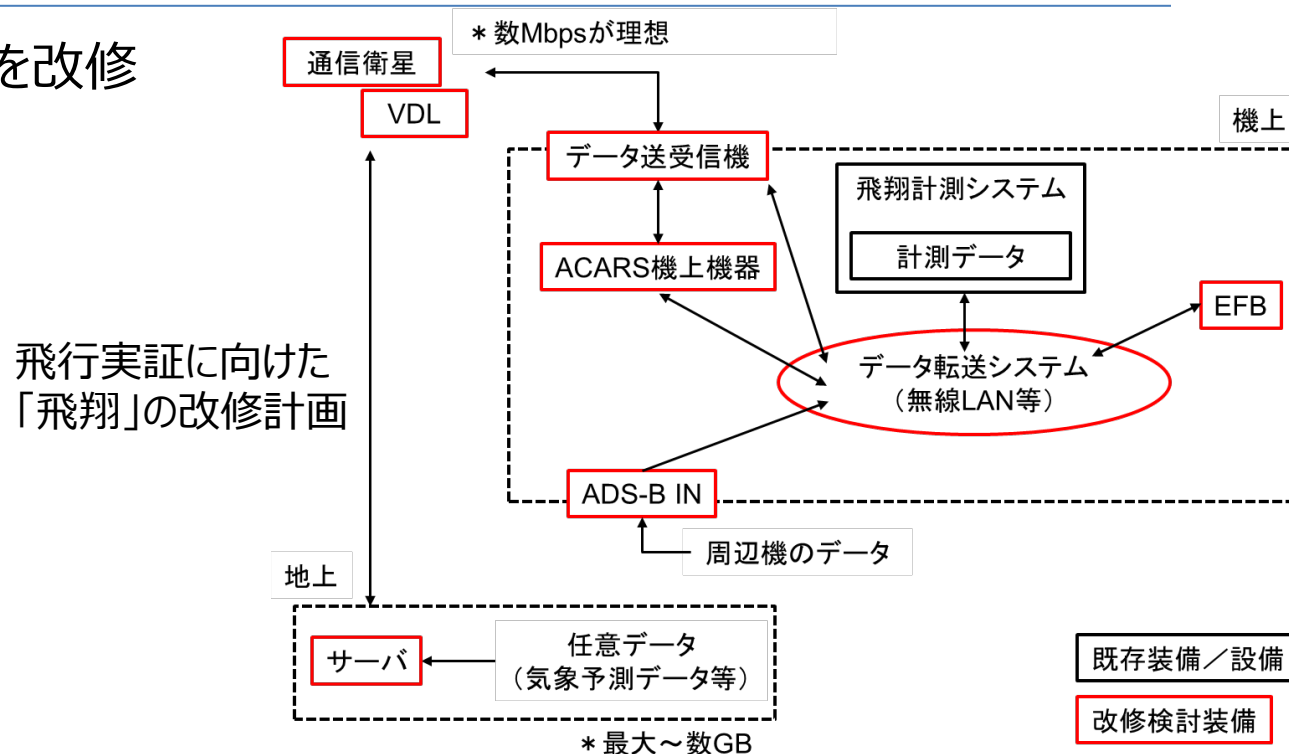 を改修
＊数Mbpsが理想
通信衛星
VDL
機上
データ送受信機
飛翔計測システム
計測データ
ACARS機上機器
EFB
データ転送システム
（無線LAN等）
飛行実証に向けた
「飛翔」の改修計画
ADS-B IN
周辺機のデータ
地上
サーバ
任意データ
（気象予測データ等）
＊最大～数GB
既存装備／設備
改修検討装備